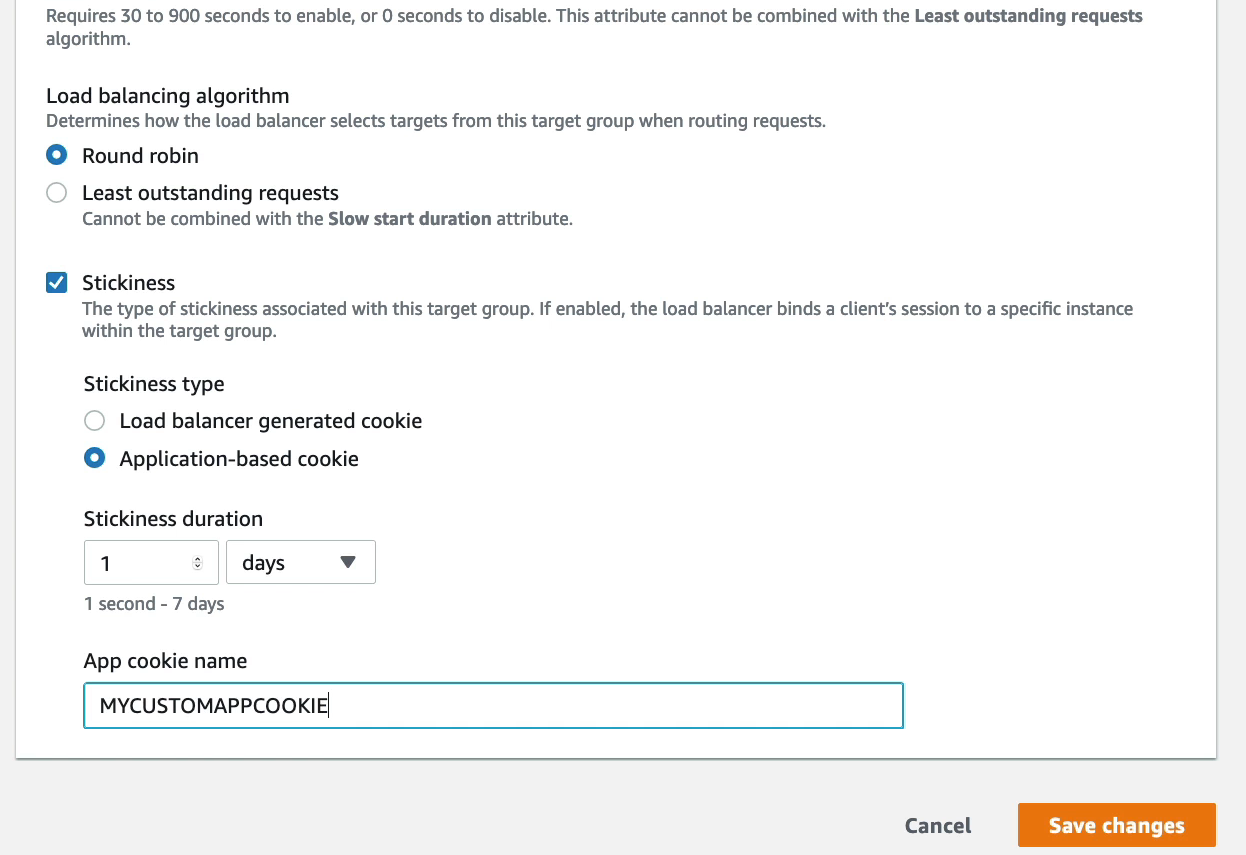 Requires 30 to 900 seconds to enable, or 0 seconds to disable. This attribute cannot be combined with the Least outstanding requests
algorithm.
Load balancing algorithm
Determines how the load balancer selects targets from this target group when routing requests.
Round robin
Least outstanding requests
Cannot be combined with the Slow start duration attribute.
Stickiness
The type of stickiness associated with this target group. If enabled, the load balancer binds a client's session to a specific instance
within the target group.
Stickiness type
Load balancer generated cookie
Application-based cookie
Stickiness duration
1 days
1 second - 7 days
App cookie name
MYCUSTOMAPPCOOKIE
Cancel Save changes